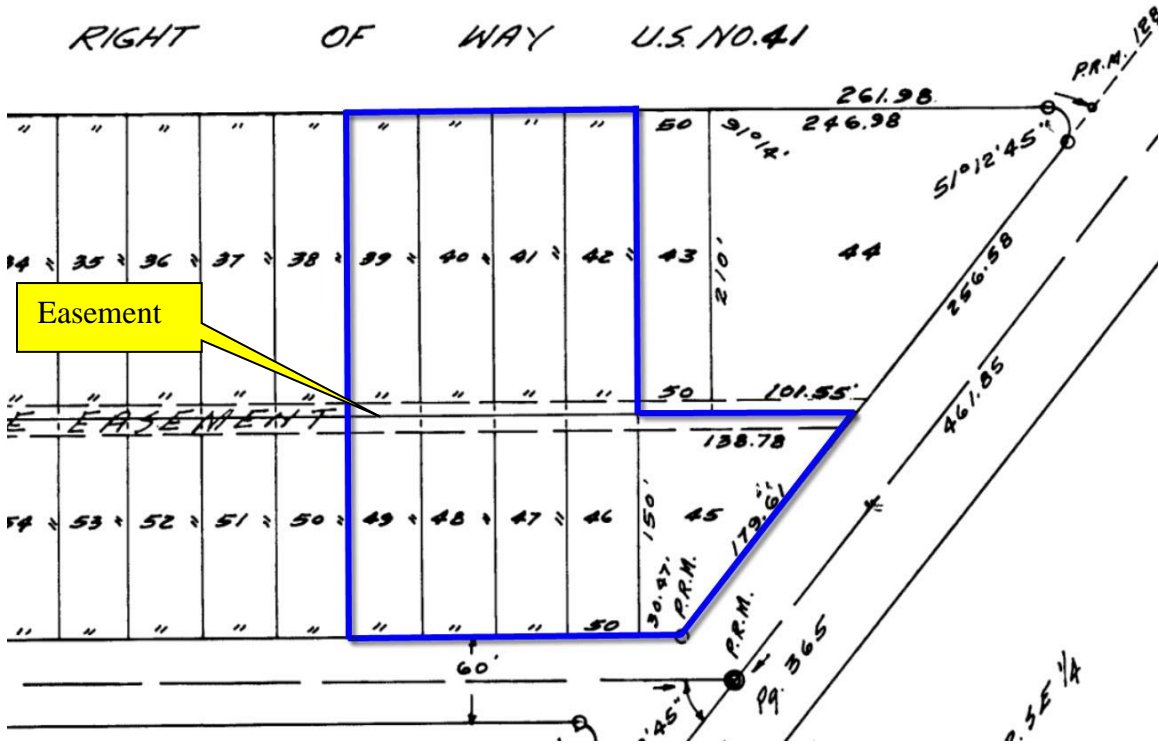 RIGHT OF WAY U.S. NO. 41
P.R.M. 128
261.98
" " " " " " " " " 50 91°14' 246.98
51°12'45"
34 " 35 " 36 " 37 " 38 " 39 " 40 " 41 " 42 " 43 210' 44
256.58
Easement
" " " " " " " " " 50 101.55'
E EASEMENT
138.78
461.85
54 " 53 " 52 " 51 " 50 " 49 " 48 " 47 " 46 150' 45 179.61
30.47' P.R.M.
" " " " " " " " 50
P.R.M.
60'
Pg. 365
'45"
S E 1/4